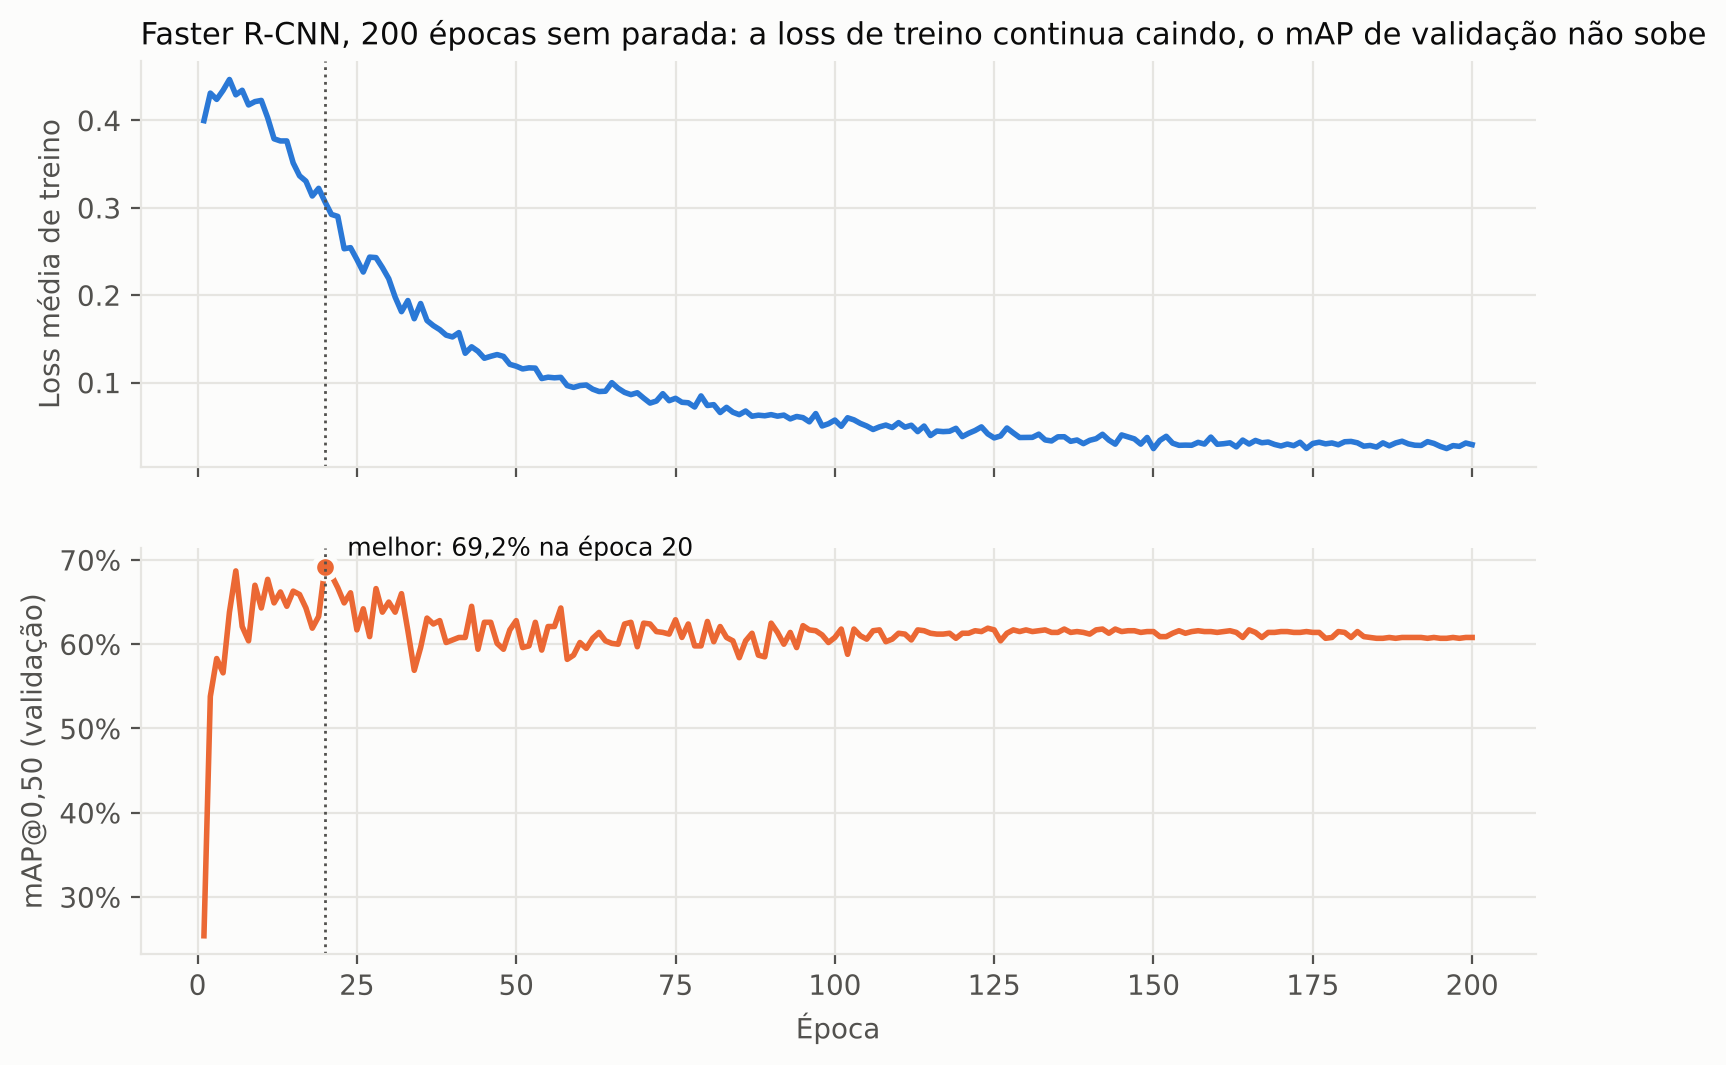 Faster R-CNN, 200 épocas sem parada: a loss de treino continua caindo, o mAP de validação não sobe
Loss média de treino
0.4
0.3
0.2
0.1
melhor: 69,2% na época 20
mAP@0,50 (validação)
70%
60%
50%
40%
30%
0 25 50 75 100 125 150 175 200
Época